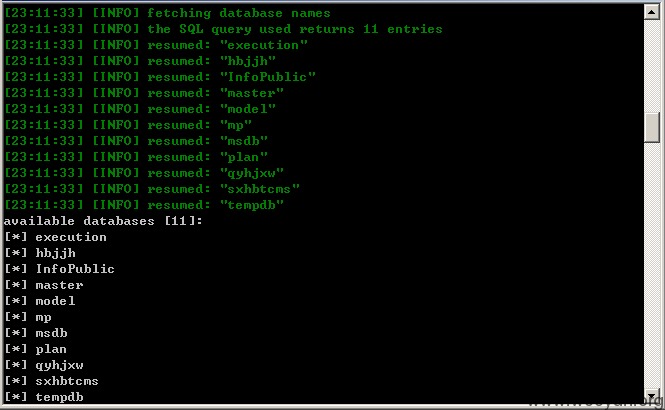 [23:11:33] [INFO] fetching database names
[23:11:33] [INFO] the SQL query used returns 11 entries
[23:11:33] [INFO] resumed: "execution"
[23:11:33] [INFO] resumed: "hbjjh"
[23:11:33] [INFO] resumed: "InfoPublic"
[23:11:33] [INFO] resumed: "master"
[23:11:33] [INFO] resumed: "model"
[23:11:33] [INFO] resumed: "mp"
[23:11:33] [INFO] resumed: "msdb"
[23:11:33] [INFO] resumed: "plan"
[23:11:33] [INFO] resumed: "qyhjxw"
[23:11:33] [INFO] resumed: "sxhbtcms"
[23:11:33] [INFO] resumed: "tempdb"
available databases [11]:
[*] execution
[*] hbjjh
[*] InfoPublic
[*] master
[*] model
[*] mp
[*] msdb
[*] plan
[*] qyhjxw
[*] sxhbtcms
[*] tempdb